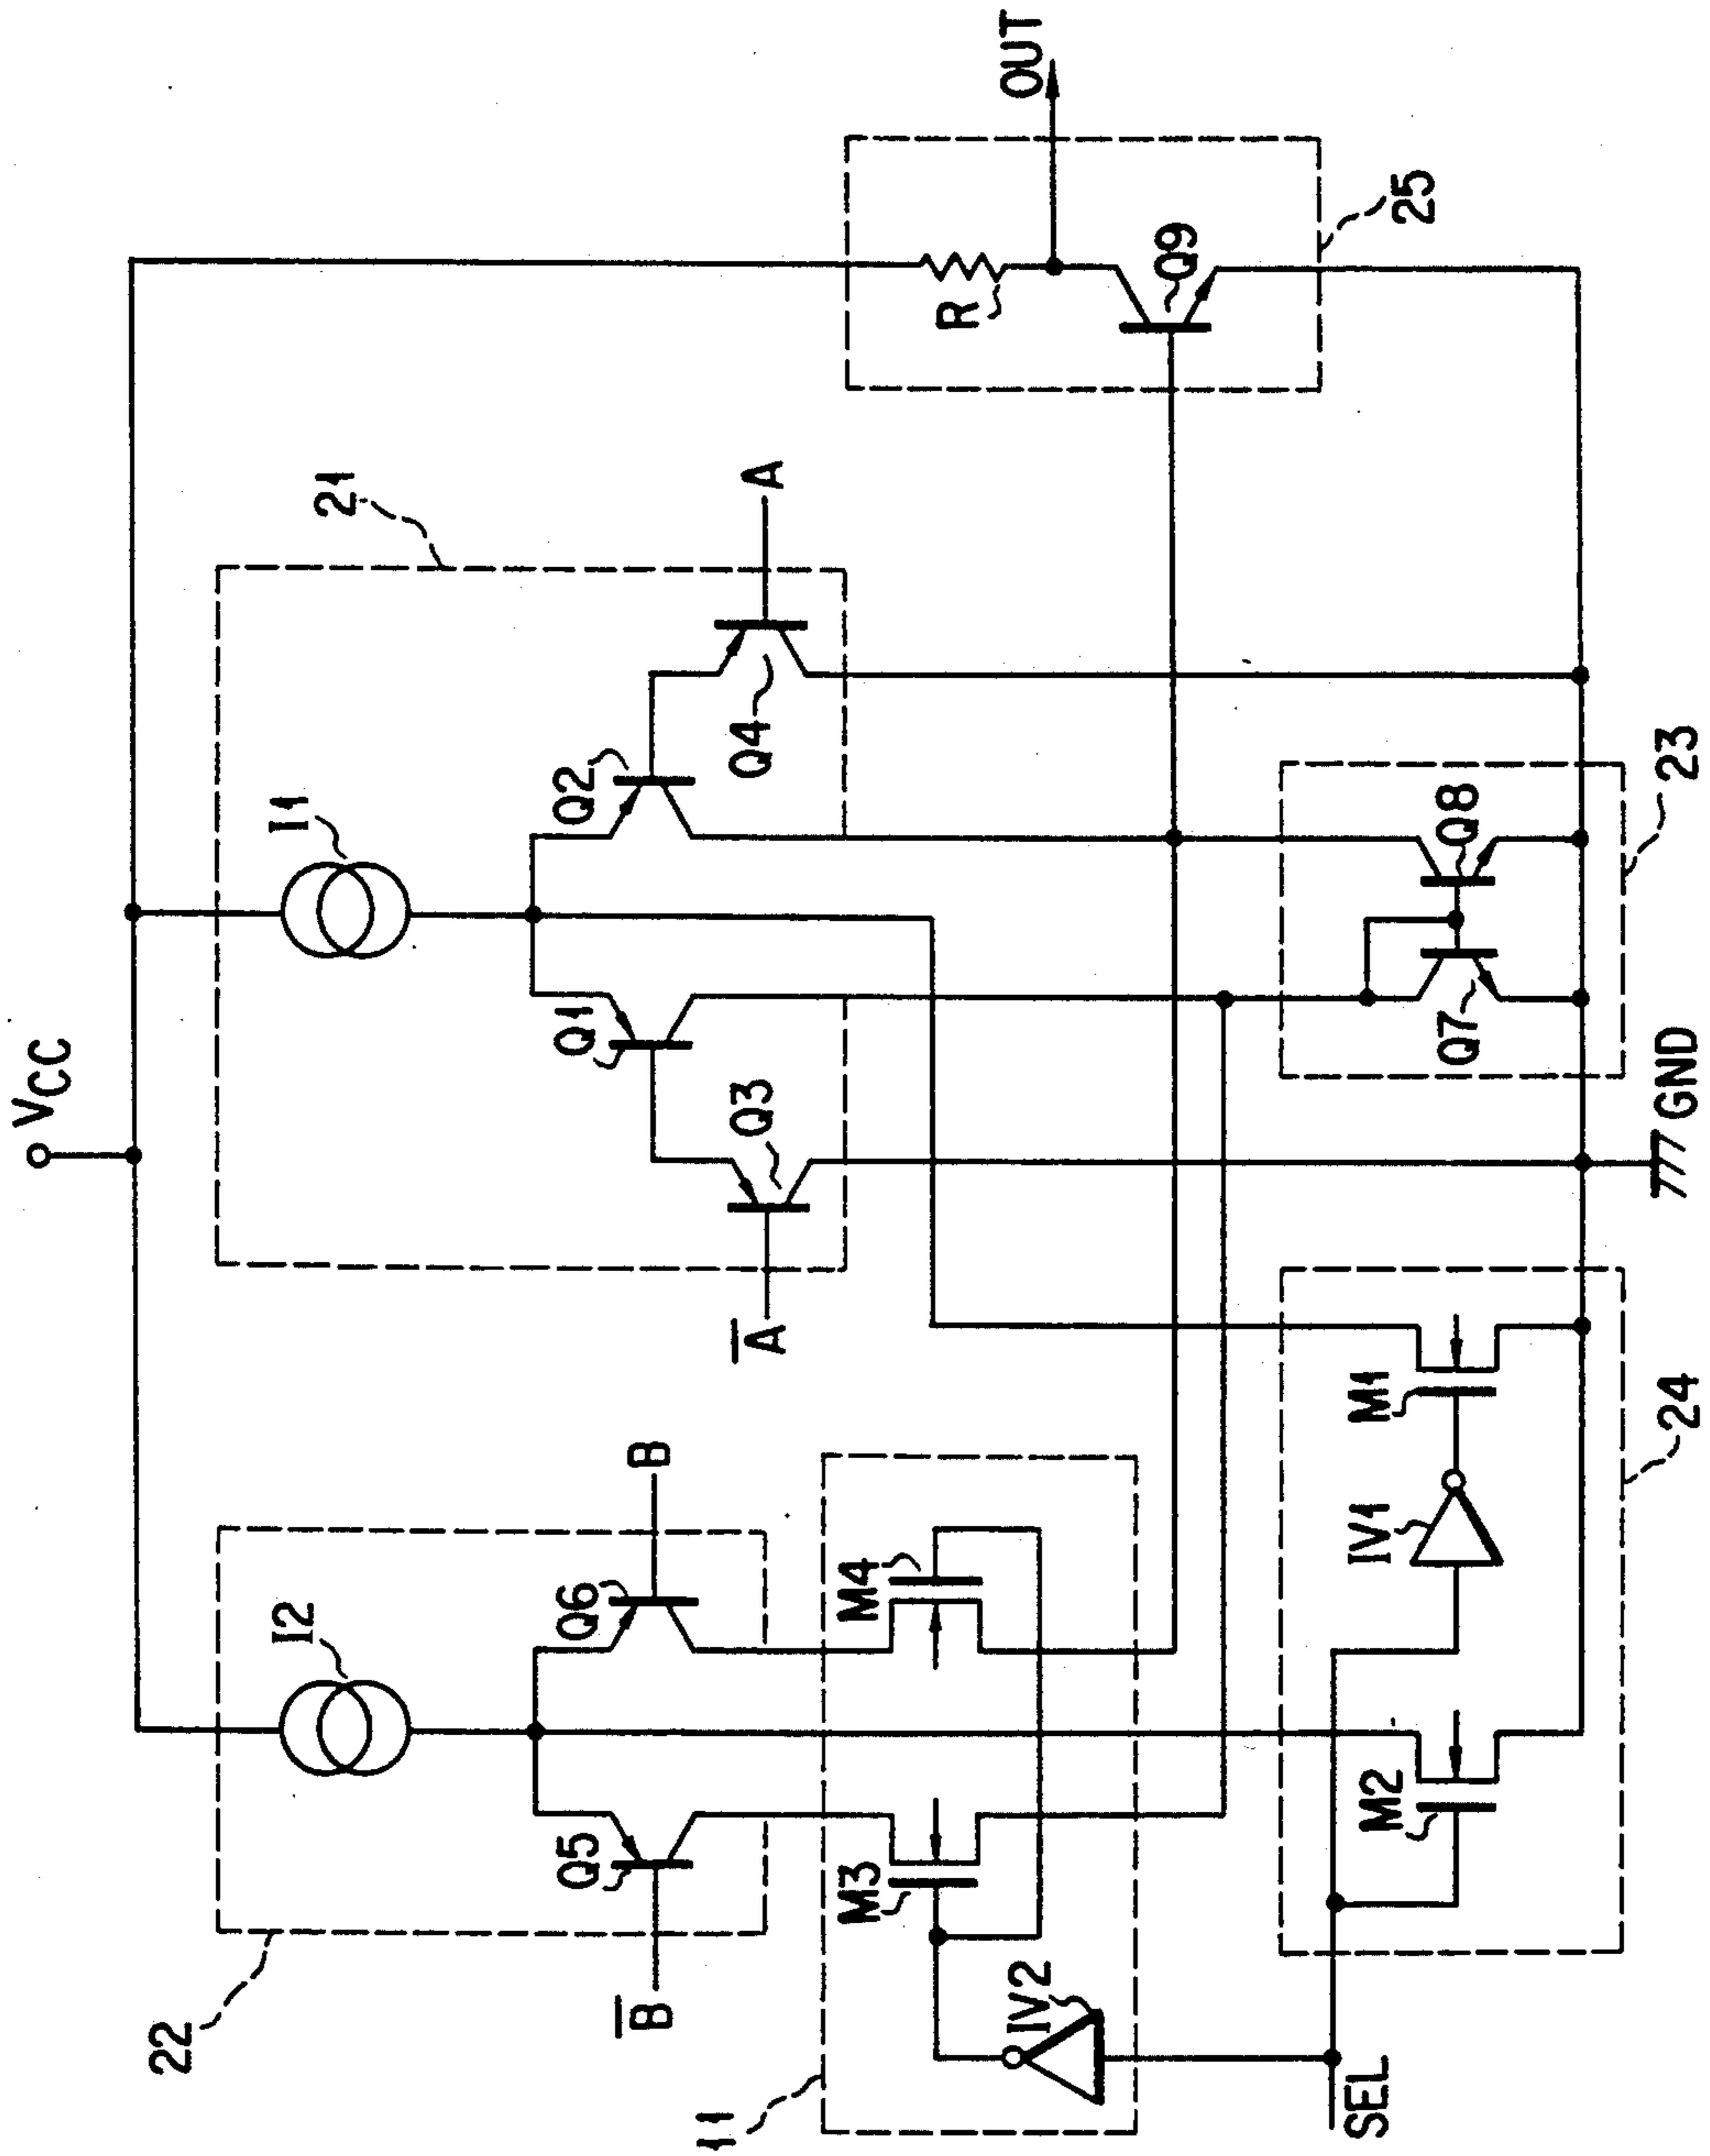 VCC
22
I2
I1
21
Q5
Q6
Q1
Q2
B̅
B
A̅
Q3
Q4
A
11
M3
M4
R
IV2
OUT
Q9
SEL
M2
IV1
M1
25
Q7
Q8
24
GND
23